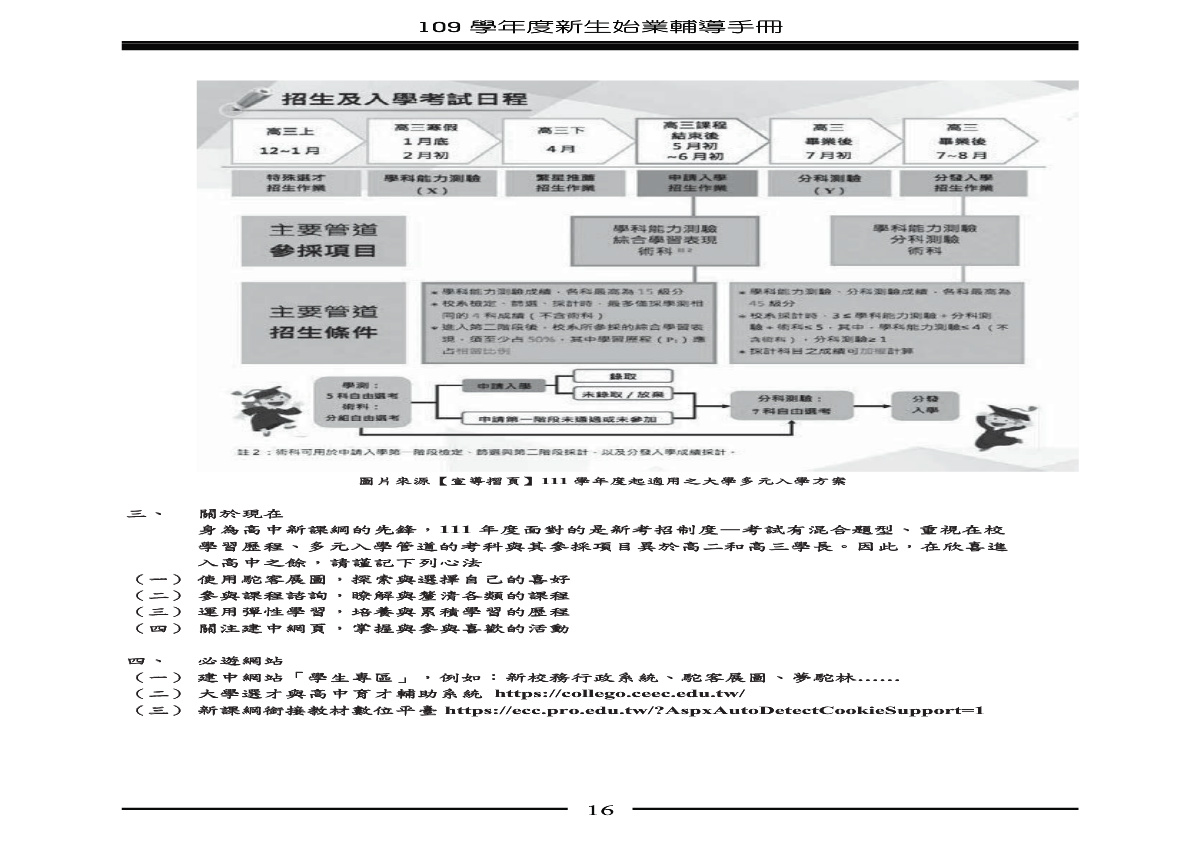 109 學年度新生始業輔導手冊
招生及入學考試日程
高三上
12~1月
高三寒假
1月底
2月初
高三下
4月
高三課程
結束後
5月初
~6月初
高三
畢業後
7月初
高三
畢業後
7~8月
特殊選才
招生作業
學科能力測驗
(X)
繁星推薦
招生作業
申請入學
招生作業
分科測驗
(Y)
分發入學
招生作業
主要管道
參採項目
學科能力測驗
綜合學習表現
術科 註2
學科能力測驗
分科測驗
術科
主要管道
招生條件
• 學科能力測驗成績,各科最高為15級分
• 校系檢定、篩選、採計時,最多僅採學測相
同的4科成績(不含術科)
• 進入第二階段後,校系所參採的綜合學習表
現,須至少占50%,其中學習歷程(P₁)應
占相當比例
• 學科能力測驗、分科測驗成績,各科最高為
45級分
• 校系採計時,3≤學科能力測驗+分科測
驗+術科≤5,其中,學科能力測驗≤4(不
含術科),分科測驗≥1
• 採計科目之成績可加權計算
學測:
5科自由選考
術科:
分組自由選考
申請入學
錄取
未錄取/放棄
申請第一階段未通過或未參加
分科測驗:
7科自由選考
分發
入學
註2:術科可用於申請入學第一階段檢定、篩選與第二階段採計,以及分發入學成績採計。
圖片來源【宣導摺頁】111 學年度起適用之大學多元入學方案
三、 關於現在
身為高中新課綱的先鋒,111 年度面對的是新考招制度—考試有混合題型、重視在校
學習歷程、多元入學管道的考科與其參採項目異於高二和高三學長。因此,在欣喜進
入高中之餘,請謹記下列心法
(一) 使用駝客展圖,探索與選擇自己的喜好
(二) 參與課程諮詢,瞭解與釐清各類的課程
(三) 運用彈性學習,培養與累積學習的歷程
(四) 關注建中網頁,掌握與參與喜歡的活動
四、 必遊網站
(一) 建中網站「學生專區」,例如:新校務行政系統、駝客展圖、夢駝林……
(二) 大學選才與高中育才輔助系統 https://collego.ceec.edu.tw/
(三) 新課綱銜接教材數位平臺 https://ecc.pro.edu.tw/?AspxAutoDetectCookieSupport=1
16